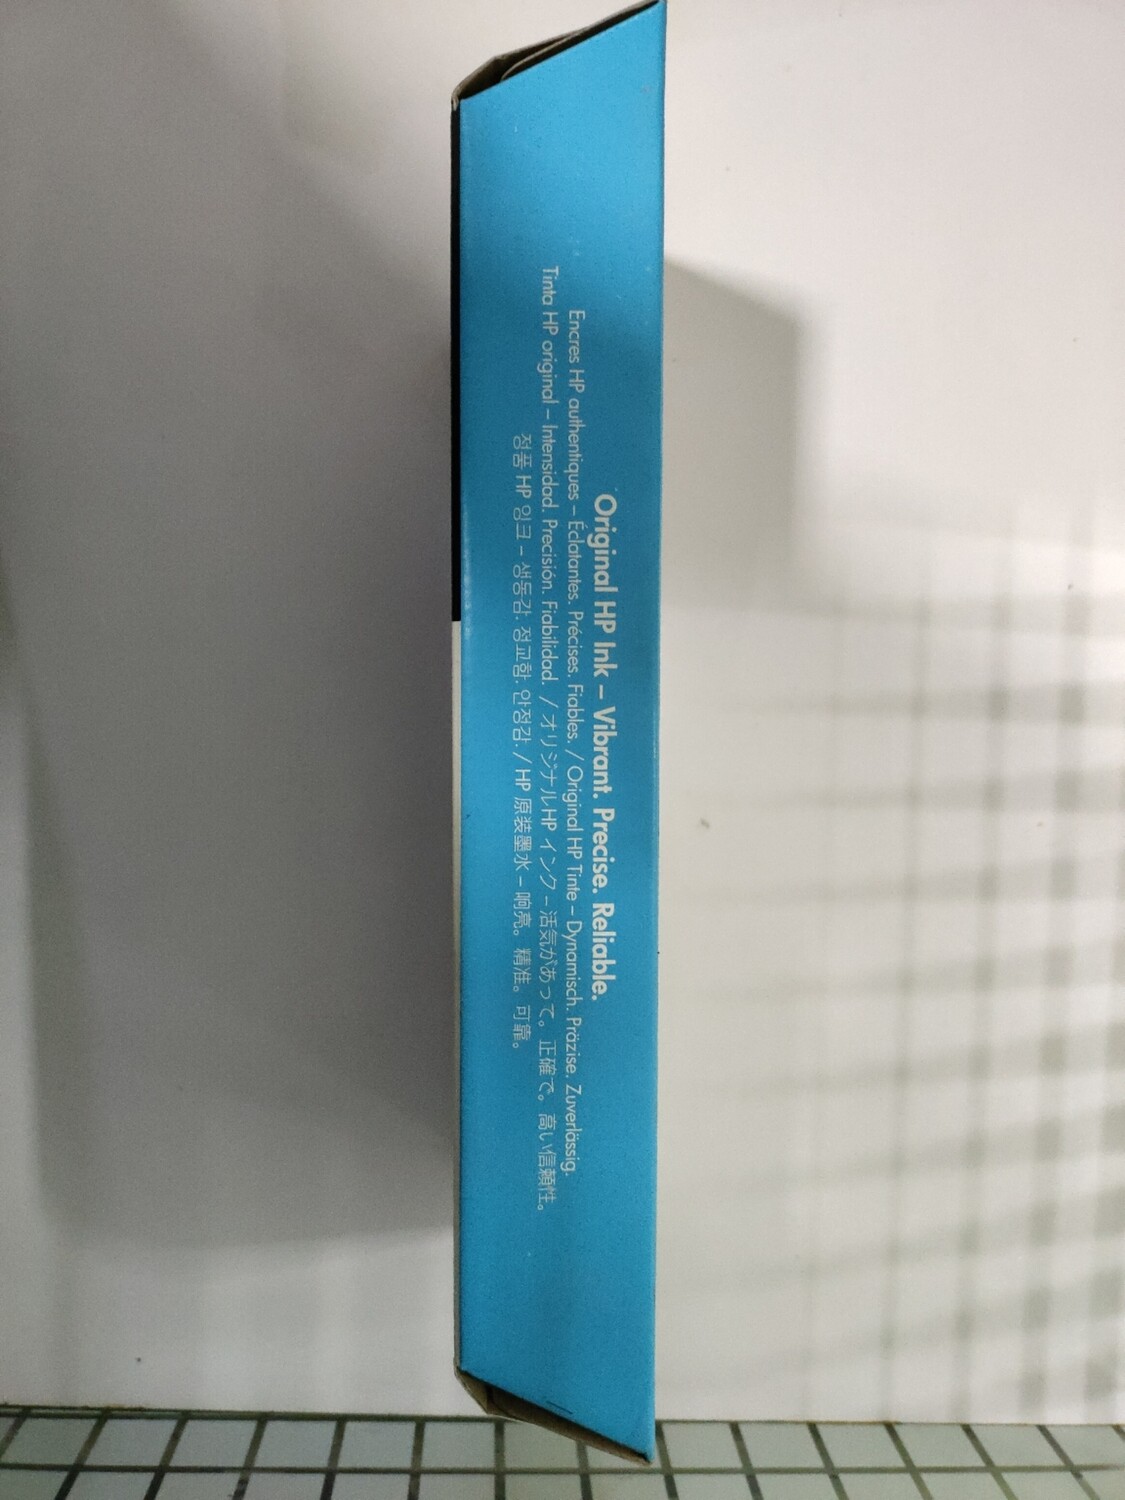 Original HP Ink – Vibrant. Precise. Reliable.
Encres HP authentiques – Éclatantes. Précises. Fiables. / Original HP Tinte – Dynamisch. Präzise. Zuverlässig.
Tinta HP original – Intensidad. Precisión. Fiabilidad. / オリジナルHP インク – 活気があって。正確で。高い信頼性。
정품 HP 잉크 – 생동감. 정교함. 안정감. / HP 原装墨水 – 响亮。精准。可靠。